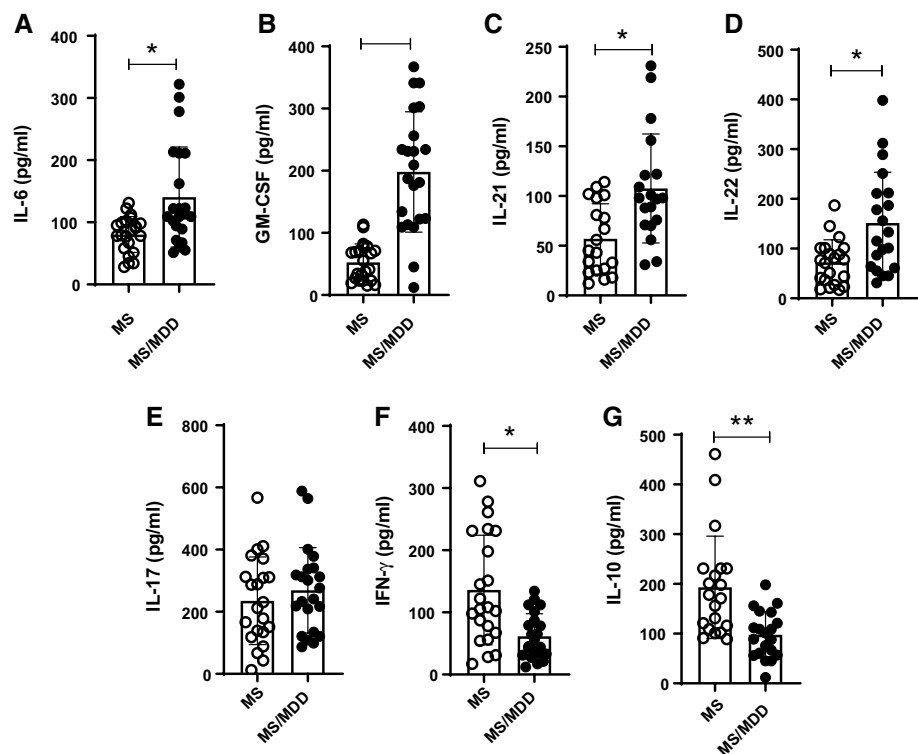 A
IL-6 (pg/ml)
400
300
200
100
0
*
MS
MS/MDD
B
GM-CSF (pg/ml)
400
300
200
100
0
MS
MS/MDD
C
IL-21 (pg/ml)
250
200
150
100
50
0
*
MS
MS/MDD
D
IL-22 (pg/ml)
500
400
300
200
100
0
*
MS
MS/MDD
E
IL-17 (pg/ml)
800
600
400
200
0
MS
MS/MDD
F
IFN-γ (pg/ml)
400
300
200
100
0
*
MS
MS/MDD
G
IL-10 (pg/ml)
500
400
300
200
100
0
**
MS
MS/MDD